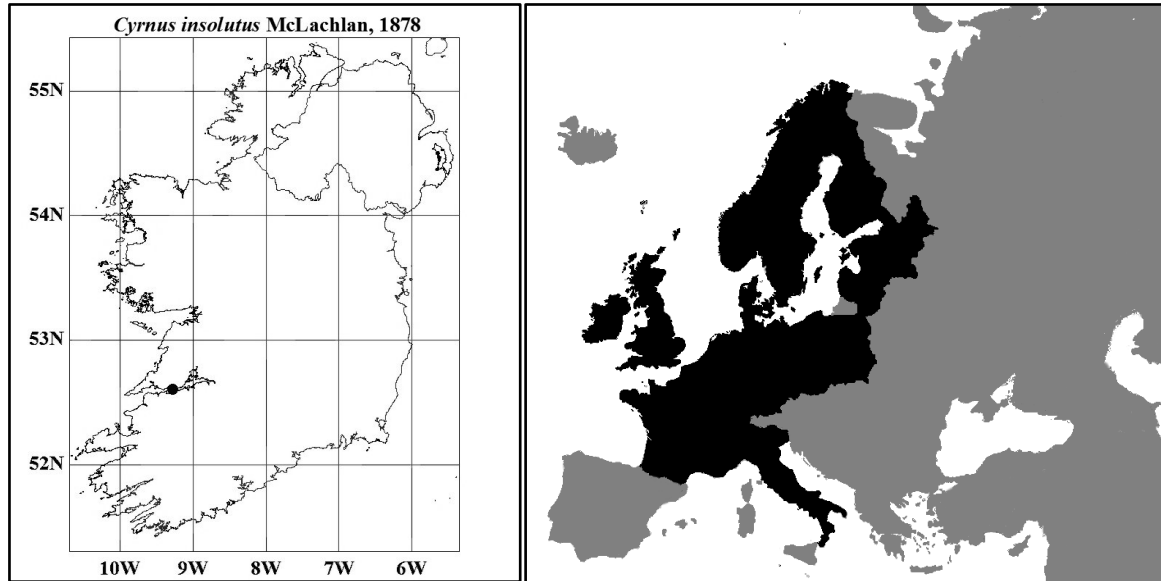 Cyrnus insolutus McLachlan, 1878
55N
54N
53N
52N
10W 9W 8W 7W 6W